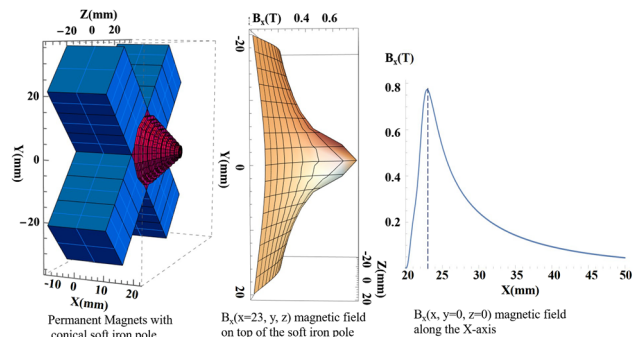 Z(mm)
-20 0 20
20
Y(mm)
0
-20
-10 0 10 20
X(mm)
Permanent Magnets with
conical soft iron pole
Bx(T) 0.4 0.6
-20
Y(mm)
0
20
-20 0 20
Z(mm)
Bx(x=23, y, z) magnetic field
on top of the soft iron pole
Bx(T)
0.8
0.6
0.4
0.2
20 25 30 35 40 45 50
X(mm)
Bx(x, y=0, z=0) magnetic field
along the X-axis